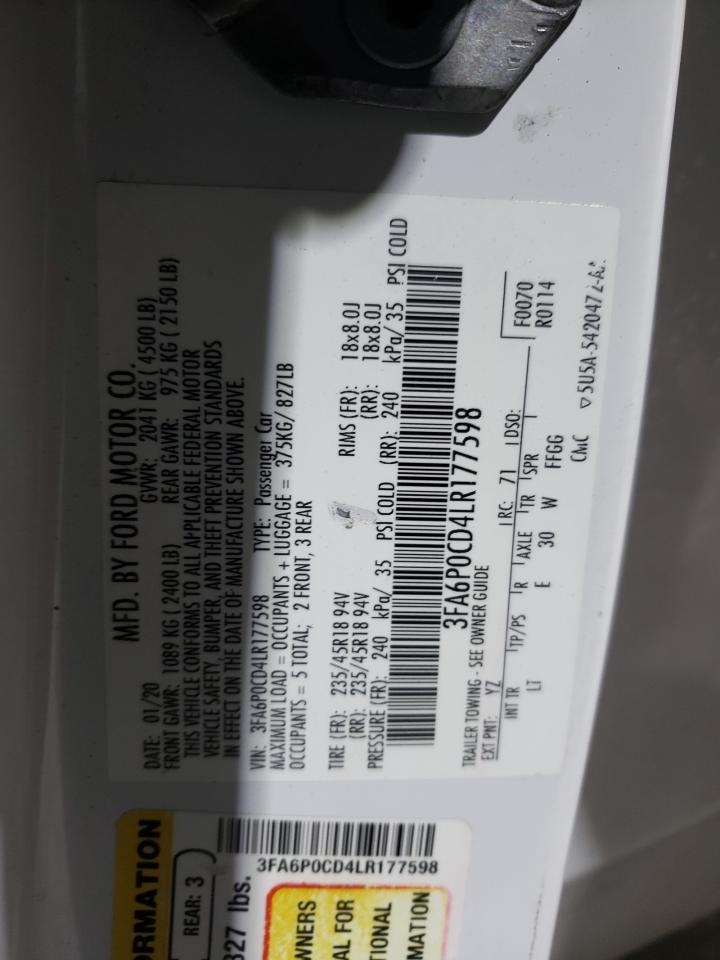 MFD. BY FORD MOTOR CO.
DATE: 01/20 GVWR: 2041 KG ( 4500 LB)
FRONT GAWR: 1089 KG ( 2400 LB) REAR GAWR: 975 KG ( 2150 LB)
THIS VEHICLE CONFORMS TO ALL APPLICABLE FEDERAL MOTOR
VEHICLE SAFETY, BUMPER, AND THEFT PREVENTION STANDARDS
IN EFFECT ON THE DATE OF MANUFACTURE SHOWN ABOVE.
VIN: 3FA6P0CD4LR177598 TYPE: Passenger Car
MAXIMUM LOAD = OCCUPANTS + LUGGAGE = 375KG/ 827LB
OCCUPANTS = 5 TOTAL; 2 FRONT, 3 REAR
TIRE (FR): 235/45R18 94V RIMS (FR): 18x8.0J
(RR): 235/45R18 94V (RR): 18x8.0J
PRESSURE (FR): 240 kPa/ 35 PSI COLD (RR): 240 kPa/ 35 PSI COLD
3FA6P0CD4LR177598
TRAILER TOWING - SEE OWNER GUIDE
EXT PNT: YZ RC: 71 DSO: F0070
R0114
INT TR TP/PS R AXLE TR SPR
LT E 30 W FFGG
CMC
5U5A-5420472-AA
ORMATION
REAR: 3
327 lbs.
3FA6P0CD4LR177598
WNERS
AL FOR
TIONAL
MATION